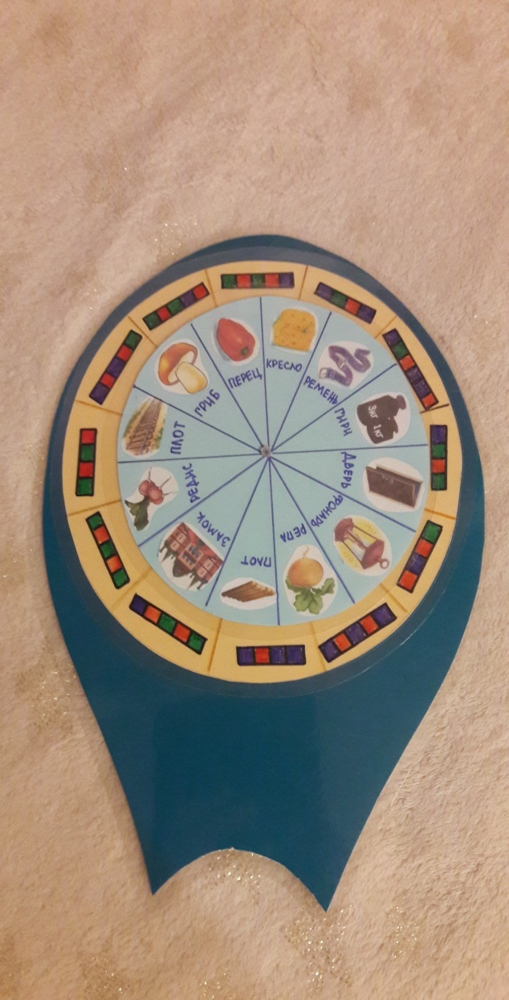 ПЕРЕЦ
КРЕСЛО
РЕМЕНЬ
ГИРИ
3кг 1кг
ДВЕРЬ
ФОНАРЬ
РЕПА
ПЛОТ
ЗАМОК
РЕДИС
ПЛОТ
ГРИБ